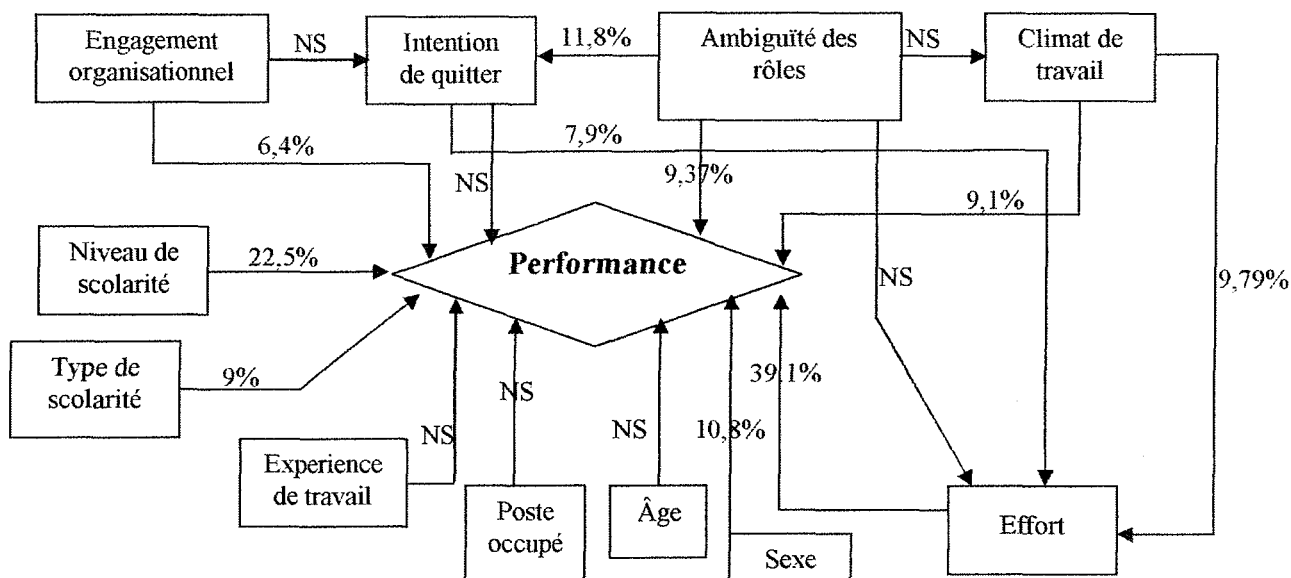 Engagement
organisationnel
NS
Intention
de quitter
11,8%
Ambiguïté des
rôles
NS
Climat de
travail
6,4%
7,9%
NS
9,37%
9,1%
NS
9,79%
Niveau de
scolarité
22,5%
Performance
Type de
scolarité
9%
NS
NS
NS
10,8%
39,1%
Experience
de travail
Poste
occupé
Âge
Sexe
Effort